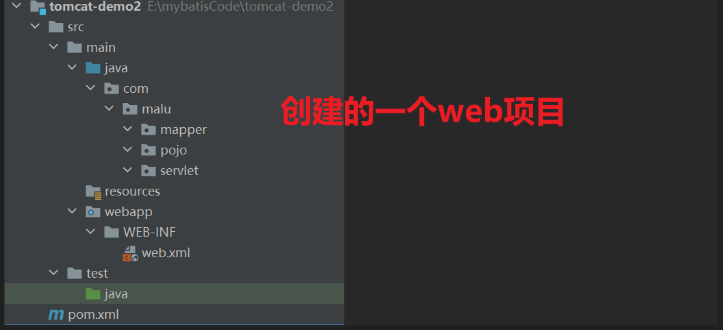 tomcat-demo2 E:\mybatisCode\tomcat-demo2
src
main
java
com
创建的一个web项目
malu
mapper
pojo
servlet
resources
webapp
WEB-INF
web.xml
test
java
pom.xml